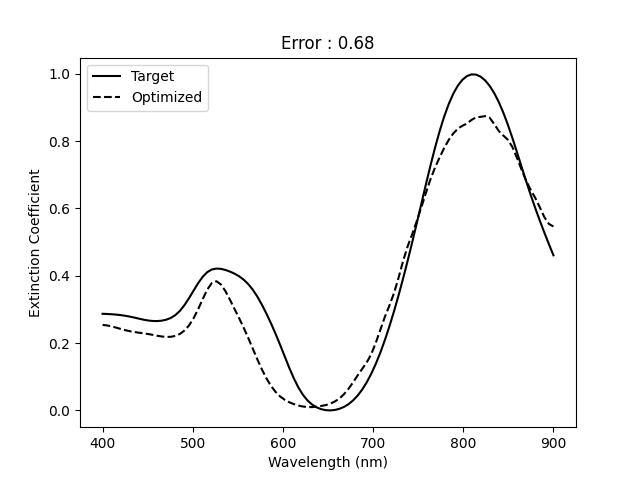 Error : 0.68
Target
Optimized
Extinction Coefficient
1.0
0.8
0.6
0.4
0.2
0.0
400 500 600 700 800 900
Wavelength (nm)